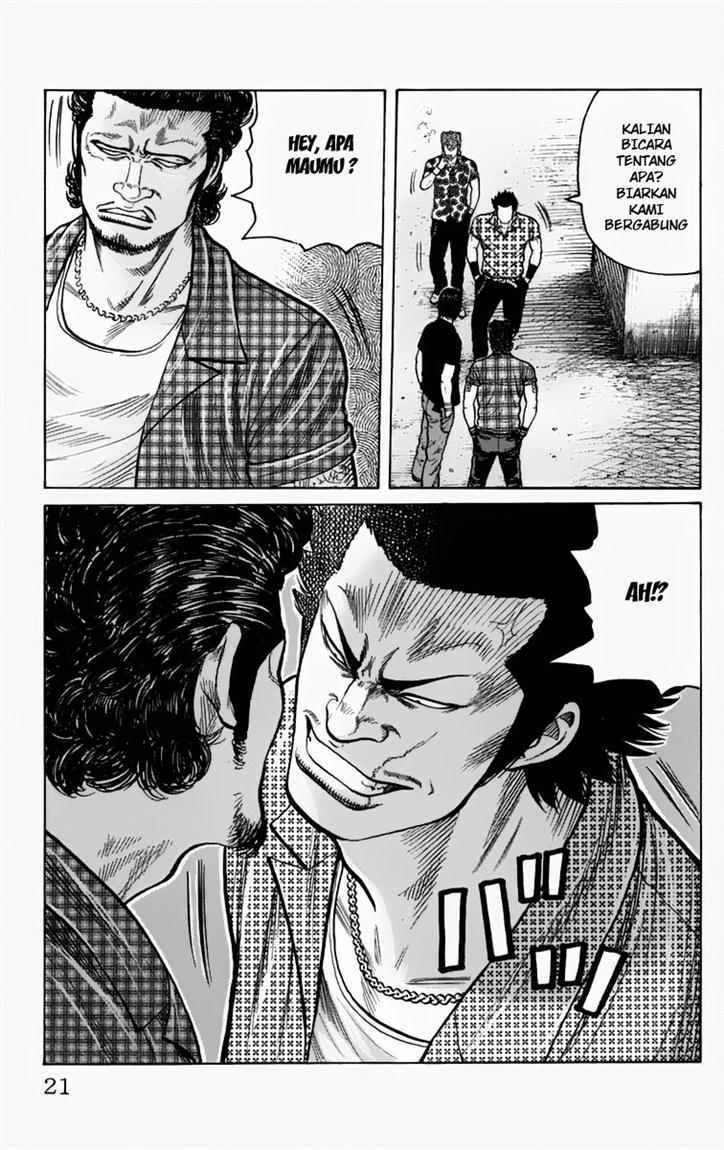 KALIAN
BICARA
TENTANG
APA?
BIARKAN
KAMI
BERGABUNG
HEY, APA
MAUMU ?
AH!?
21